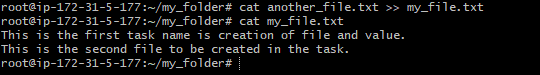 root@ip-172-31-5-177:~/my_folder# cat another_file.txt >> my_file.txt
root@ip-172-31-5-177:~/my_folder# cat my_file.txt
This is the first task name is creation of file and value.
This is the second file to be created in the task.
root@ip-172-31-5-177:~/my_folder#